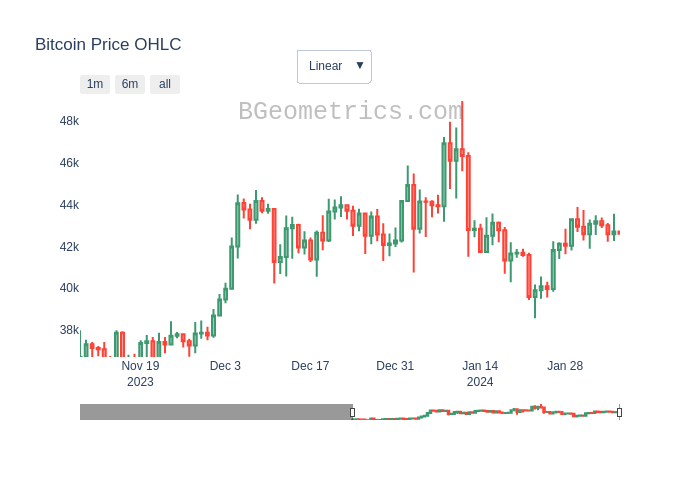 Bitcoin Price OHLC
Linear ▼
1m 6m all
BGeometrics.com
48k
46k
44k
42k
40k
38k
Nov 19 Dec 3 Dec 17 Dec 31 Jan 14 Jan 28
2023 2024